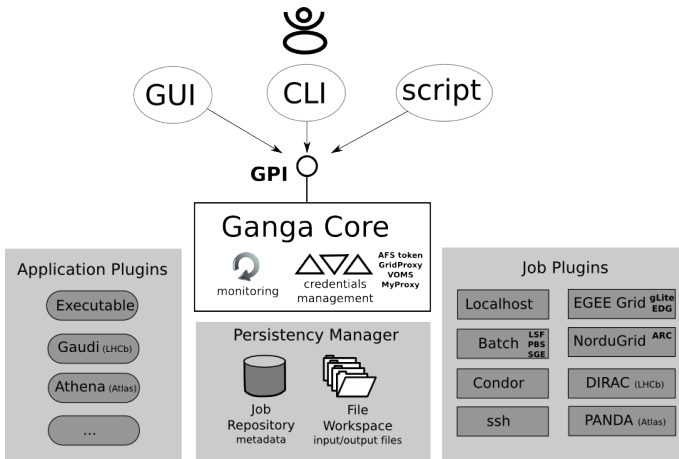 GUI
CLI
script
GPI
Ganga Core
monitoring
credentials
management
AFS token
GridProxy
VOMS
MyProxy
Application Plugins
Executable
Gaudi (LHCb)
Athena (Atlas)
...
Persistency Manager
Job
Repository
metadata
File
Workspace
input/output files
Job Plugins
Localhost
EGEE Grid gLite
EDG
Batch LSF
PBS
SGE
NorduGrid ARC
Condor
DIRAC (LHCb)
ssh
PANDA (Atlas)